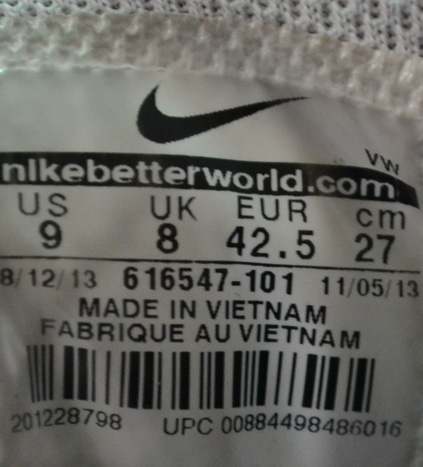 VW
nikebetterworld.com
US UK EUR cm
9 8 42.5 27
8/12/13 616547-101 11/05/13
MADE IN VIETNAM
FABRIQUE AU VIETNAM
201228798 UPC 00884498486016